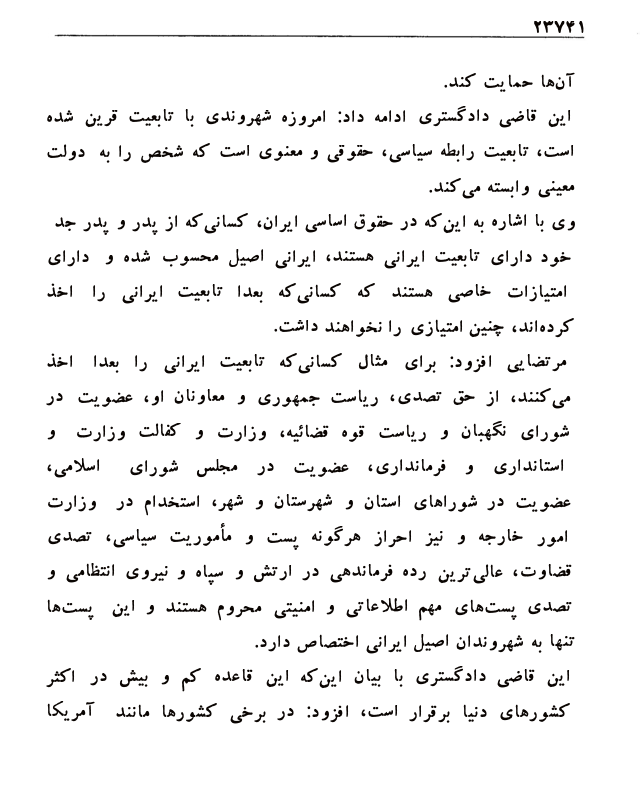 ۲۳۷۴۱
آن‌ها حمایت کند.
این قاضی دادگستری ادامه داد: امروزه شهروندی با تابعیت قرین شده
است، تابعیت رابطه سیاسی، حقوقی و معنوی است که شخص را به دولت
معینی وابسته می‌کند.
وی با اشاره به این‌که در حقوق اساسی ایران، کسانی‌که از پدر و پدر جد
خود دارای تابعیت ایرانی هستند، ایرانی اصیل محسوب شده و دارای
امتیازات خاصی هستند که کسانی‌که بعدا تابعیت ایرانی را اخذ
کرده‌اند، چنین امتیازی را نخواهند داشت.
مرتضایی افزود: برای مثال کسانی‌که تابعیت ایرانی را بعدا اخذ
می‌کنند، از حق تصدی، ریاست جمهوری و معاونان او، عضویت در
شورای نگهبان و ریاست قوه قضائیه، وزارت و کفالت وزارت و
استانداری و فرمانداری، عضویت در مجلس شورای اسلامی،
عضویت در شوراهای استان و شهرستان و شهر، استخدام در وزارت
امور خارجه و نیز احراز هرگونه پست و مأموریت سیاسی، تصدی
قضاوت، عالی‌ترین رده فرماندهی در ارتش و سپاه و نیروی انتظامی و
تصدی پست‌های مهم اطلاعاتی و امنیتی محروم هستند و این پست‌ها
تنها به شهروندان اصیل ایرانی اختصاص دارد.
این قاضی دادگستری با بیان این‌که این قاعده کم و بیش در اکثر
کشورهای دنیا برقرار است، افزود: در برخی کشورها مانند آمریکا